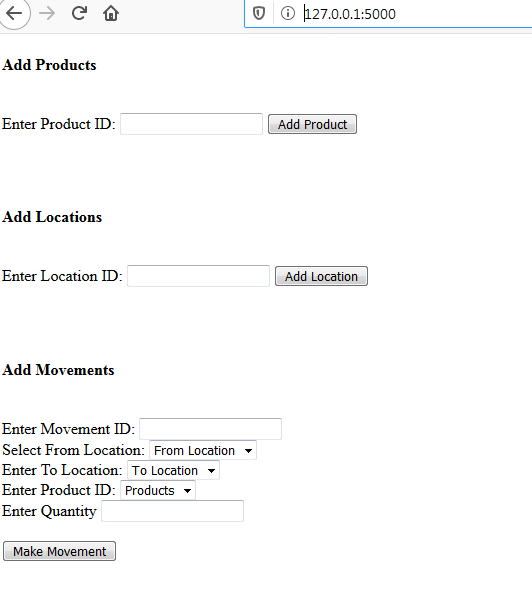 127.0.0.1:5000
Add Products
Enter Product ID: Add Product
Add Locations
Enter Location ID: Add Location
Add Movements
Enter Movement ID:
Select From Location: From Location
Enter To Location: To Location
Enter Product ID: Products
Enter Quantity
Make Movement